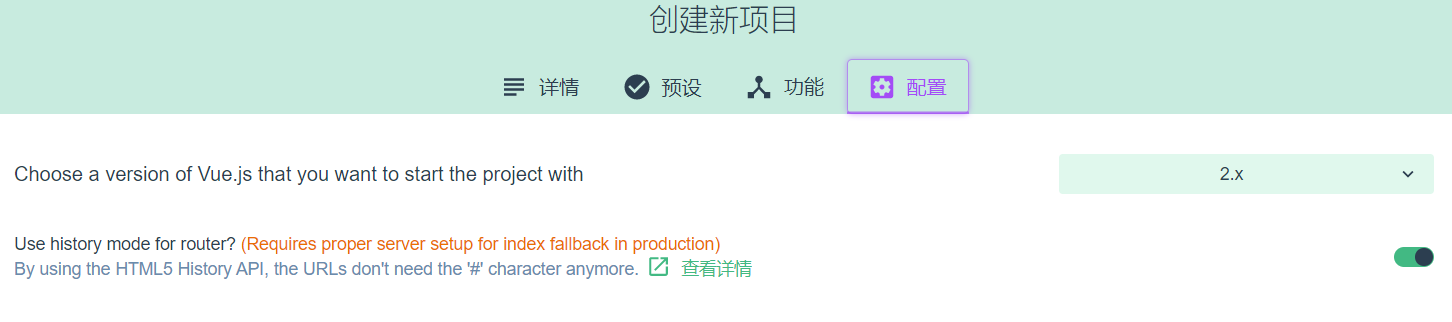 创建新项目
详情 预设 功能 配置
Choose a version of Vue.js that you want to start the project with 2.x
Use history mode for router? (Requires proper server setup for index fallback in production)
By using the HTML5 History API, the URLs don't need the '#' character anymore. 查看详情